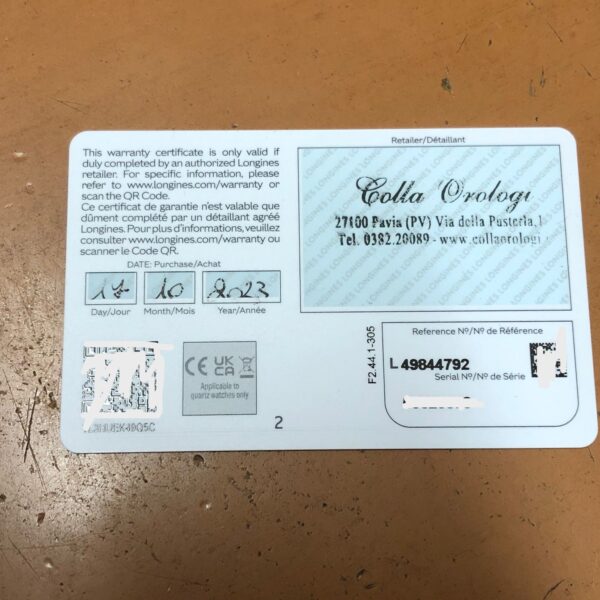 This warranty certificate is only valid if
duly completed by an authorized Longines
retailer. For specific information, please
refer to www.longines.com/warranty or
scan the QR Code.
Ce certificat de garantie n'est valable que
dûment complété par un détaillant agréé
Longines. Pour plus d'informations, veuillez
consulter www.longines.com/warranty ou
scanner le Code QR.
DATE: Purchase/Achat
17 10 2023
Day/Jour Month/Mois Year/Année
CE UK CA
Applicable to
quartz watches only
2
Retailer/Détaillant
Colla Orologi
27100 Pavia (PV) Via della Pusterla,
Tel. 0382.20089 - www.collaorologi
F2.44.1-305
Reference Nº/Nº de Référence
L 49844792
Serial Nº/Nº de Série